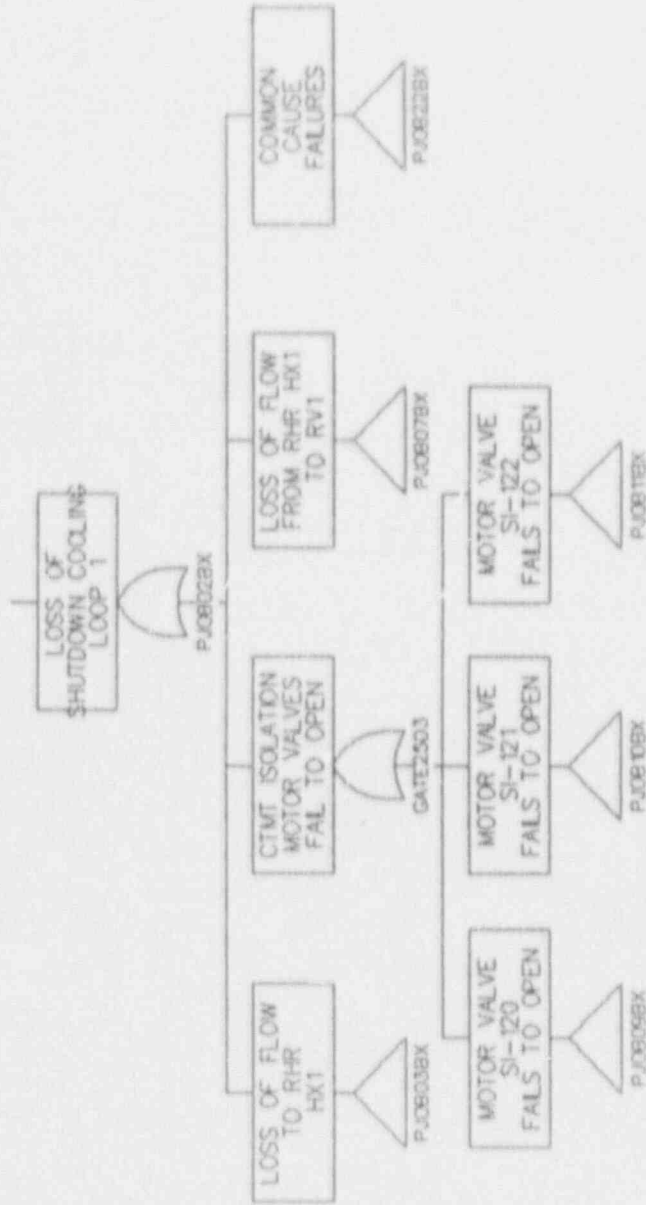 LOSS OF
SHUTDOWN COOLING
LOOP 1
PJOB02BX
LOSS OF FLOW
TO RHR
HX1
PJOB03BX
CTMT ISOLATION
MOTOR VALVES
FAIL TO OPEN
GATE2503
LOSS OF FLOW
FROM RHR HX1
TO RV1
PJOB07BX
COMMON
CAUSE
FAILURES
PJOB22BX
MOTOR VALVE
SI-120
FAILS TO OPEN
PJOB09BX
MOTOR VALVE
SI-121
FAILS TO OPEN
PJOB10BX
MOTOR VALVE
SI-122
FAILS TO OPEN
PJOB11BX